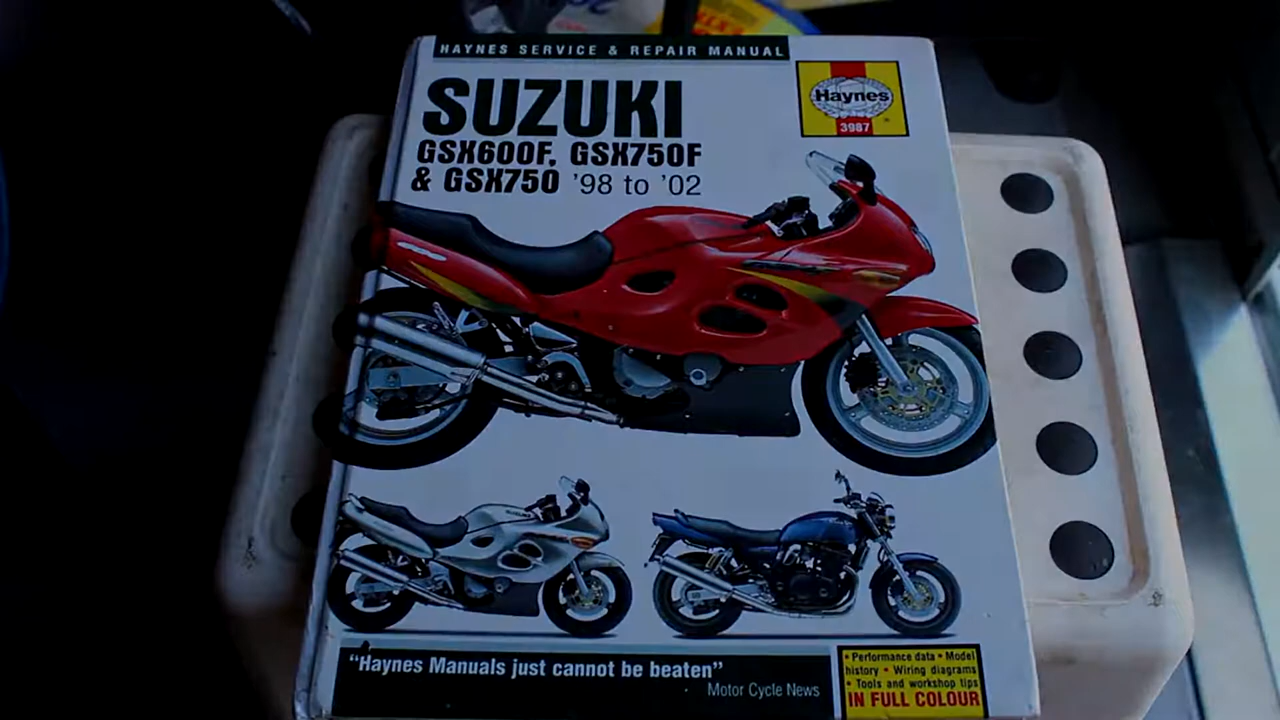 HAYNES SERVICE & REPAIR MANUAL
SUZUKI
GSX600F, GSX750F
& GSX750 '98 to '02
Haynes
3987
"Haynes Manuals just cannot be beaten"
Motor Cycle News
• Performance data • Model
history • Wiring diagrams
• Tools and workshop tips
IN FULL COLOUR